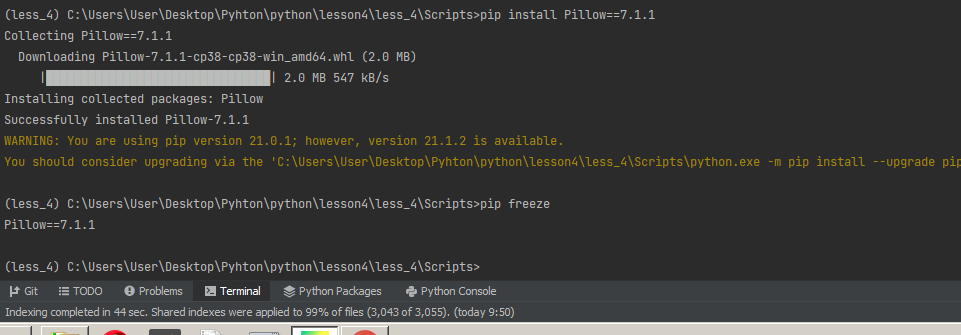 (less_4) C:\Users\User\Desktop\Pyhton\python\lesson4\less_4\Scripts>pip install Pillow==7.1.1
Collecting Pillow==7.1.1
  Downloading Pillow-7.1.1-cp38-cp38-win_amd64.whl (2.0 MB)
     |████████████████████████████████| 2.0 MB 547 kB/s
Installing collected packages: Pillow
Successfully installed Pillow-7.1.1
WARNING: You are using pip version 21.0.1; however, version 21.1.2 is available.
You should consider upgrading via the 'C:\Users\User\Desktop\Pyhton\python\lesson4\less_4\Scripts\python.exe -m pip install --upgrade pip
(less_4) C:\Users\User\Desktop\Pyhton\python\lesson4\less_4\Scripts>pip freeze
Pillow==7.1.1
(less_4) C:\Users\User\Desktop\Pyhton\python\lesson4\less_4\Scripts>
Git TODO Problems Terminal Python Packages Python Console
Indexing completed in 44 sec. Shared indexes were applied to 99% of files (3,043 of 3,055). (today 9:50)